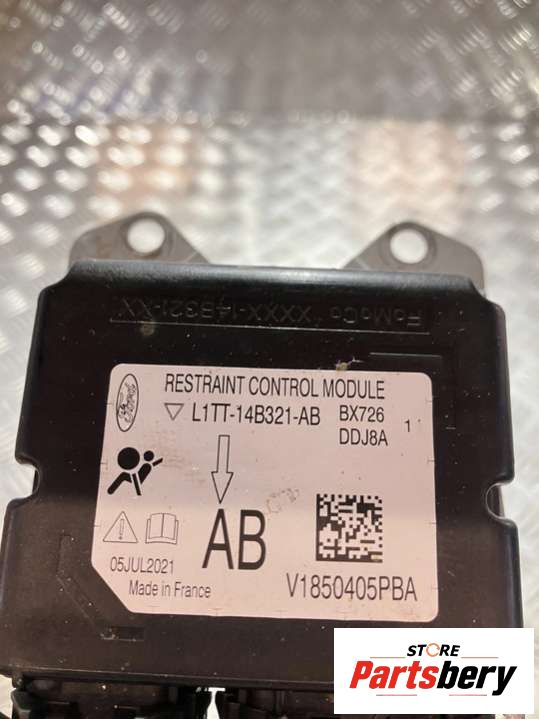 FoMoCo XXXX-14B321-XX
RESTRAINT CONTROL MODULE
Ford
L1TT-14B321-AB BX726 1
DDJ8A
AB
05JUL2021
Made in France
V1850405PBA
STORE
Partsbery